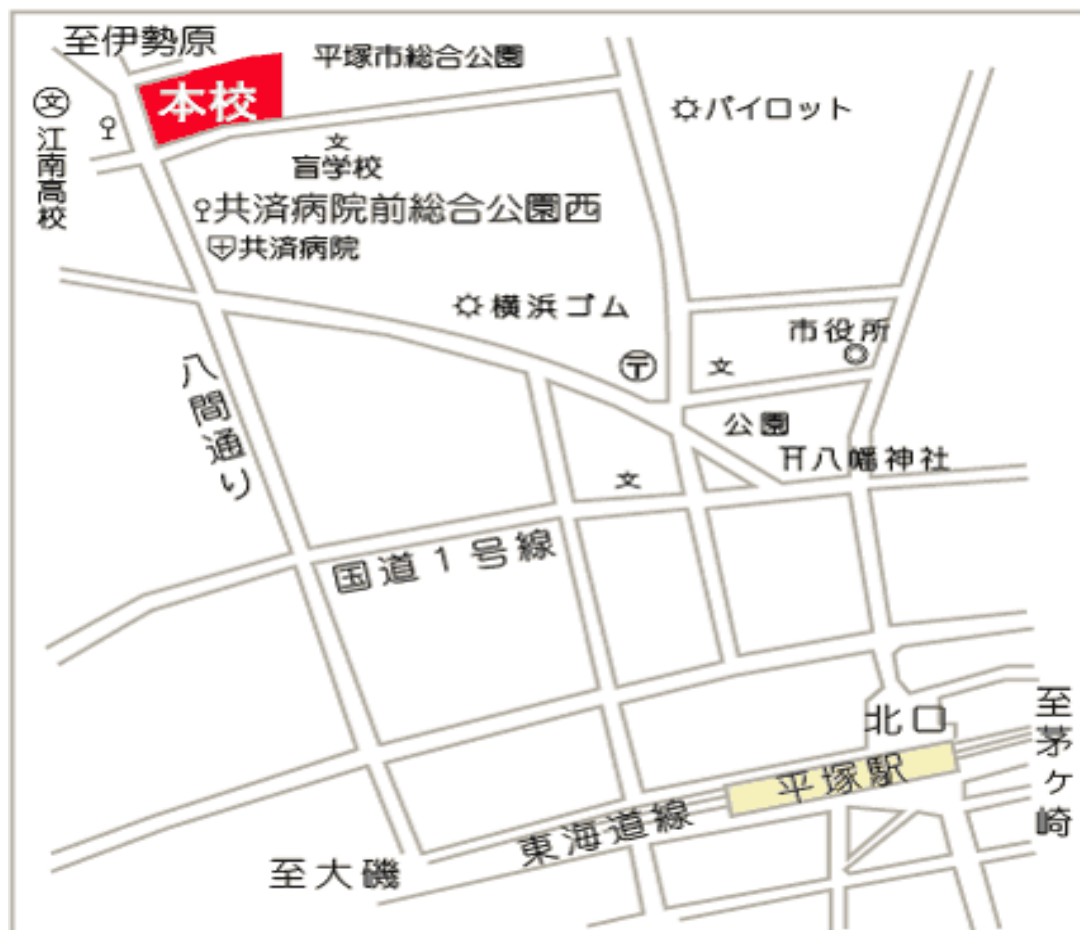 至伊勢原
平塚市総合公園
本校
パイロット
文
江南高校
文
盲学校
共済病院前総合公園西
共済病院
横浜ゴム
市役所
〒
文
八間通り
公園
八幡神社
文
国道1号線
北口
至茅ヶ崎
平塚駅
東海道線
至大磯